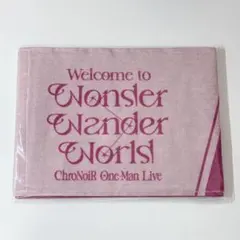 Welcome to
Wonder
Wander
World
ChroNoiR One-Man Live